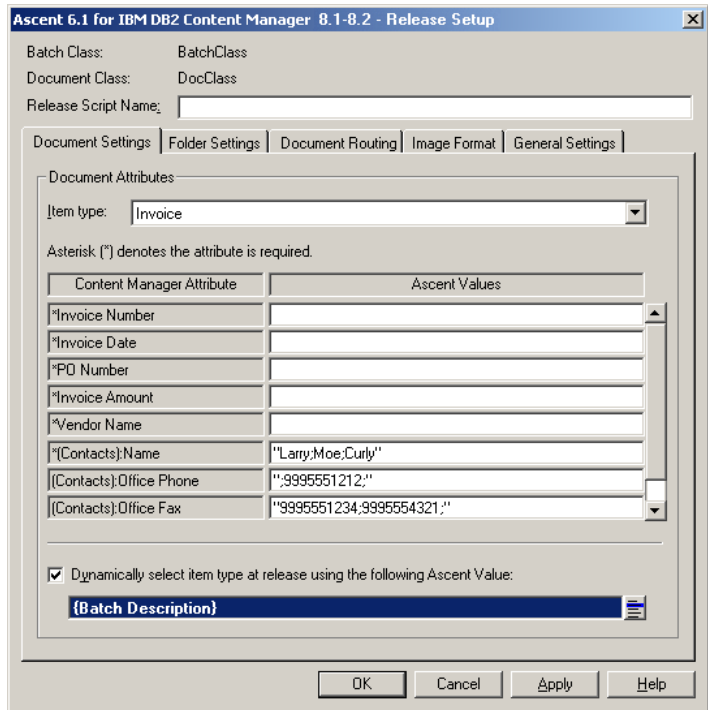 Ascent 6.1 for IBM DB2 Content Manager 8.1-8.2 - Release Setup
Batch Class: BatchClass
Document Class: DocClass
Release Script Name:
Document Settings Folder Settings Document Routing Image Format General Settings
Document Attributes
Item type: Invoice
Asterisk (*) denotes the attribute is required.
Content Manager Attribute Ascent Values
*Invoice Number
*Invoice Date
*PO Number
*Invoice Amount
*Vendor Name
*(Contacts):Name "Larry;Moe;Curly"
(Contacts):Office Phone ";9995551212;"
(Contacts):Office Fax "9995551234;9995554321;"
Dynamically select item type at release using the following Ascent Value:
{Batch Description}
OK Cancel Apply Help